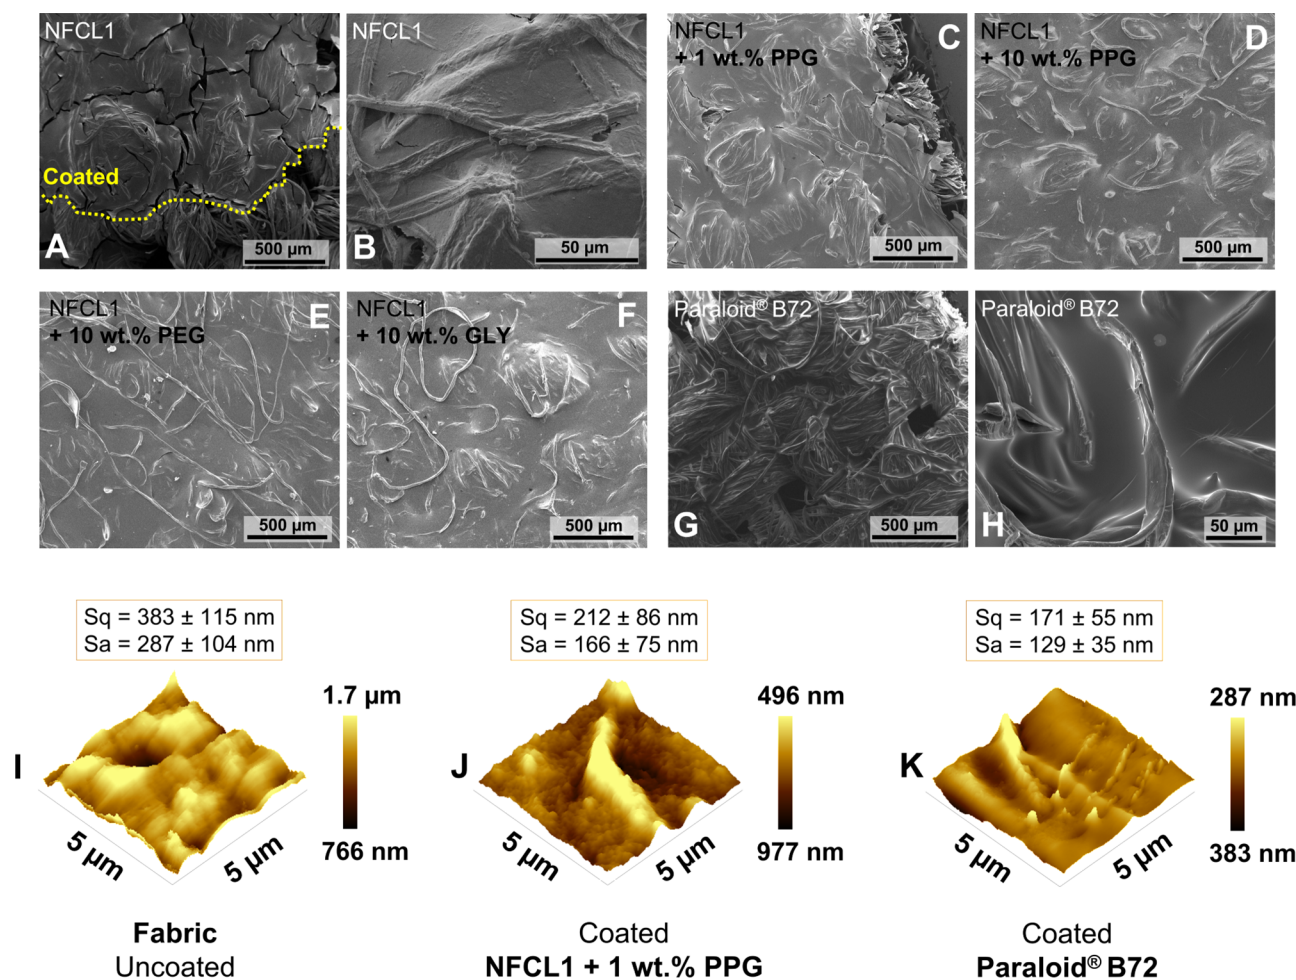 NFCL1
Coated
A
500 µm
NFCL1
B
50 µm
NFCL1
+ 1 wt.% PPG
C
500 µm
NFCL1
+ 10 wt.% PPG
D
500 µm
NFCL1
+ 10 wt.% PEG
E
500 µm
NFCL1
+ 10 wt.% GLY
F
500 µm
Paraloid® B72
G
500 µm
Paraloid® B72
H
50 µm
Sq = 383 ± 115 nm
Sa = 287 ± 104 nm
I
1.7 µm
766 nm
5 µm
5 µm
Fabric
Uncoated
Sq = 212 ± 86 nm
Sa = 166 ± 75 nm
J
496 nm
977 nm
5 µm
5 µm
Coated
NFCL1 + 1 wt.% PPG
Sq = 171 ± 55 nm
Sa = 129 ± 35 nm
K
287 nm
383 nm
5 µm
5 µm
Coated
Paraloid® B72